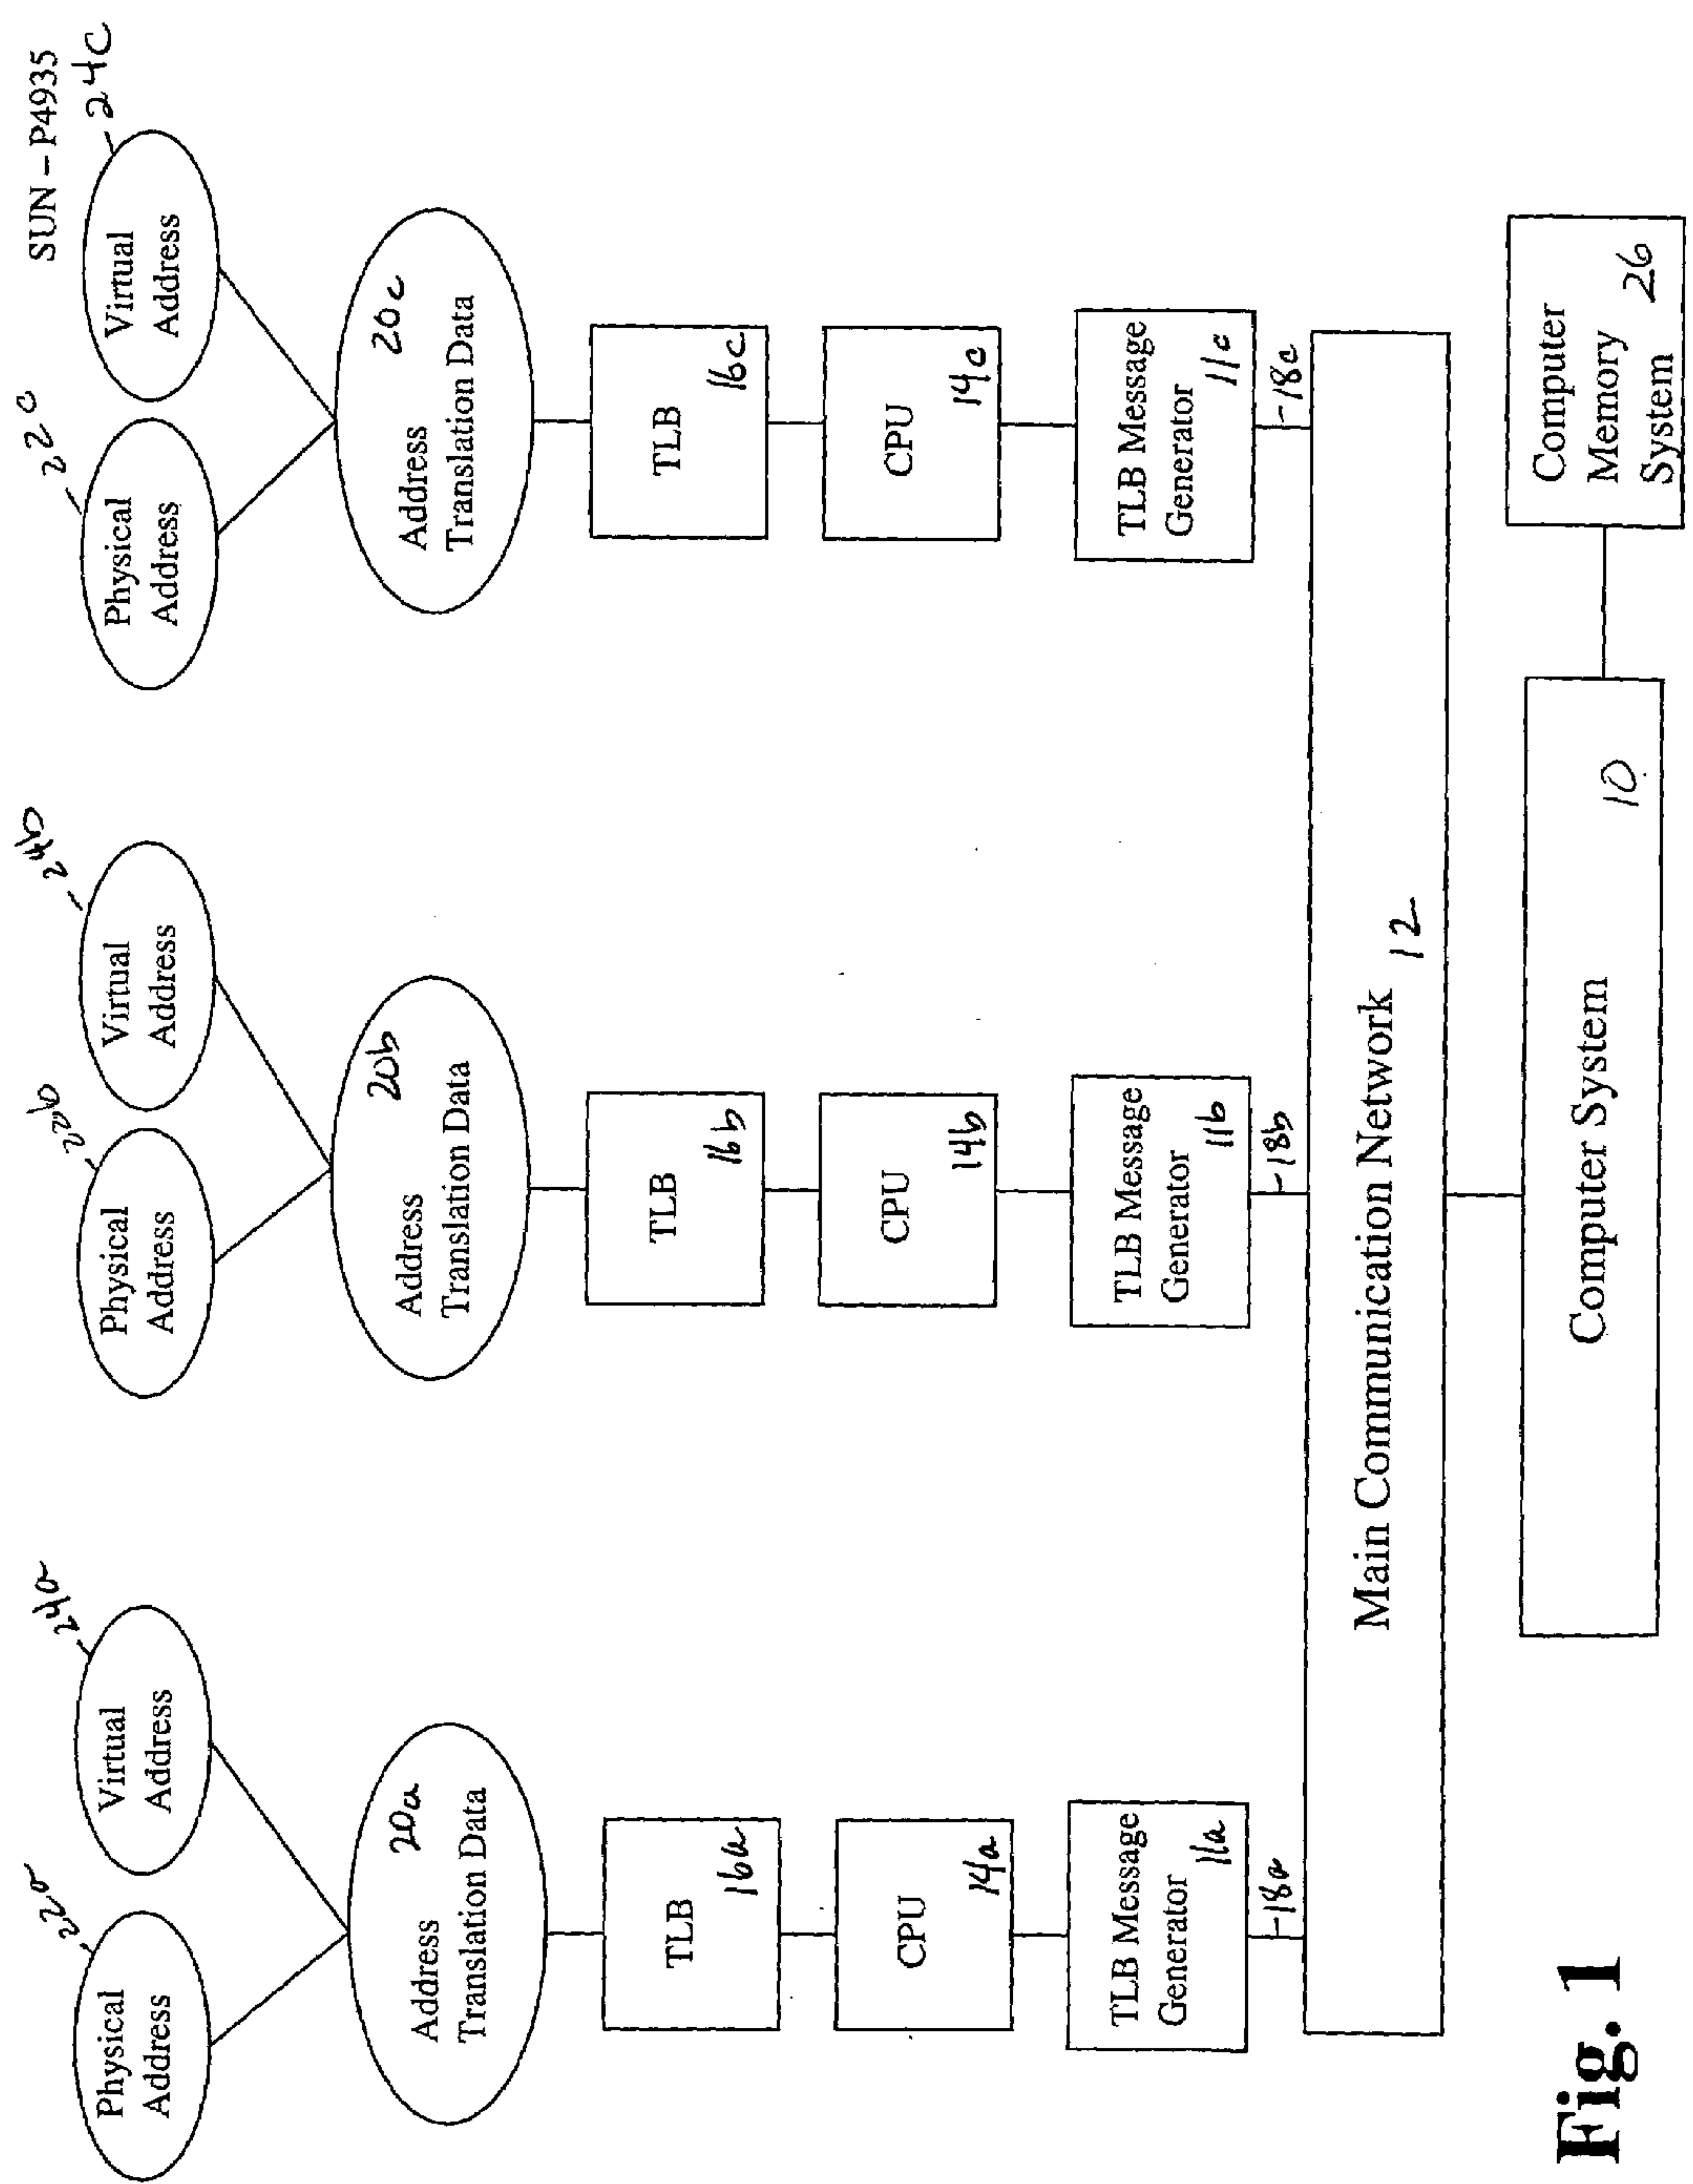 SUN – P4935
22a
24a
22b
24b
22c
24c
Physical
Address
Virtual
Address
Physical
Address
Virtual
Address
Physical
Address
Virtual
Address
20a
Address
Translation Data
20b
Address
Translation Data
20c
Address
Translation Data
TLB
16a
TLB
16b
TLB
16c
CPU
14a
CPU
14b
CPU
14c
TLB Message
Generator 11a
TLB Message
Generator 11b
TLB Message
Generator 11c
18a
18b
18c
Main Communication Network 12
Computer System 10
Computer
Memory
System 26
Fig. 1